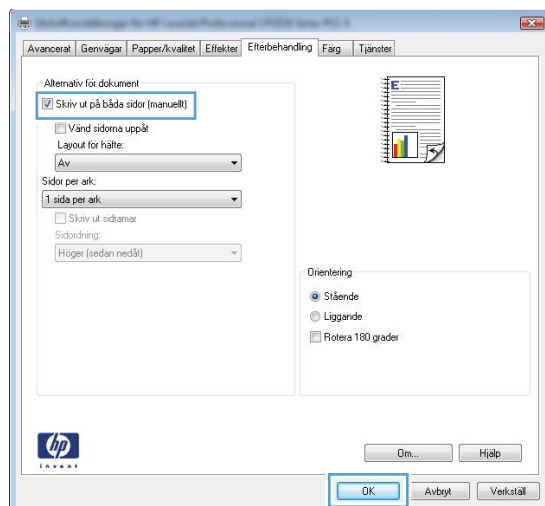 Avancerat Genvägar Papper/kvalitet Effekter Efterbehandling Färg Tjänster
Alternativ för dokument
Skriv ut på båda sidor (manuellt)
Vänd sidorna uppåt
Layout för häfte:
Av
Sidor per ark:
1 sida per ark
Skriv ut sidramar
Sidordning:
Höger (sedan nedåt)
E
Orientering
Stående
Liggande
Rotera 180 grader
hp
invent
Om... Hjälp
OK Avbryt Verkställ